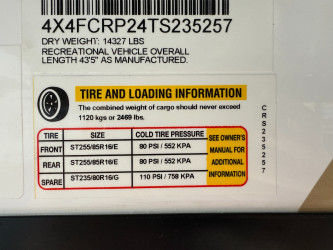 4X4FCRP24TS235257
DRY WEIGHT: 14327 LBS
RECREATIONAL VEHICLE OVERALL
LENGTH 43'5" AS MANUFACTURED.
TIRE AND LOADING INFORMATION
The combined weight of cargo should never exceed
1120 kgs or 2469 lbs.
TIRE SIZE COLD TIRE PRESSURE
FRONT ST255/85R16/E 80 PSI / 552 KPA
REAR ST255/85R16/E 80 PSI / 552 KPA
SPARE ST235/80R16/G 110 PSI / 758 KPA
SEE OWNER'S
MANUAL FOR
ADDITIONAL
INFORMATION
CRS235257